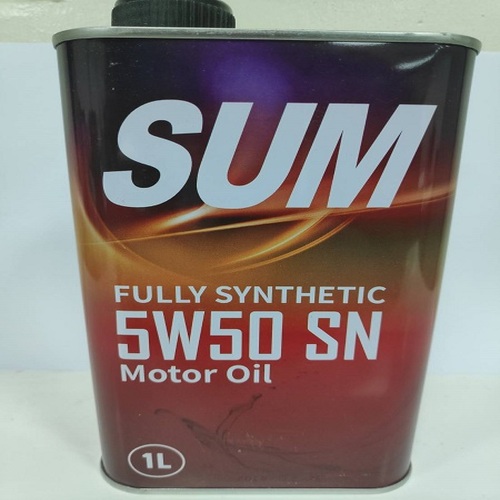 SUM
FULLY SYNTHETIC
5W50 SN
Motor Oil
1L